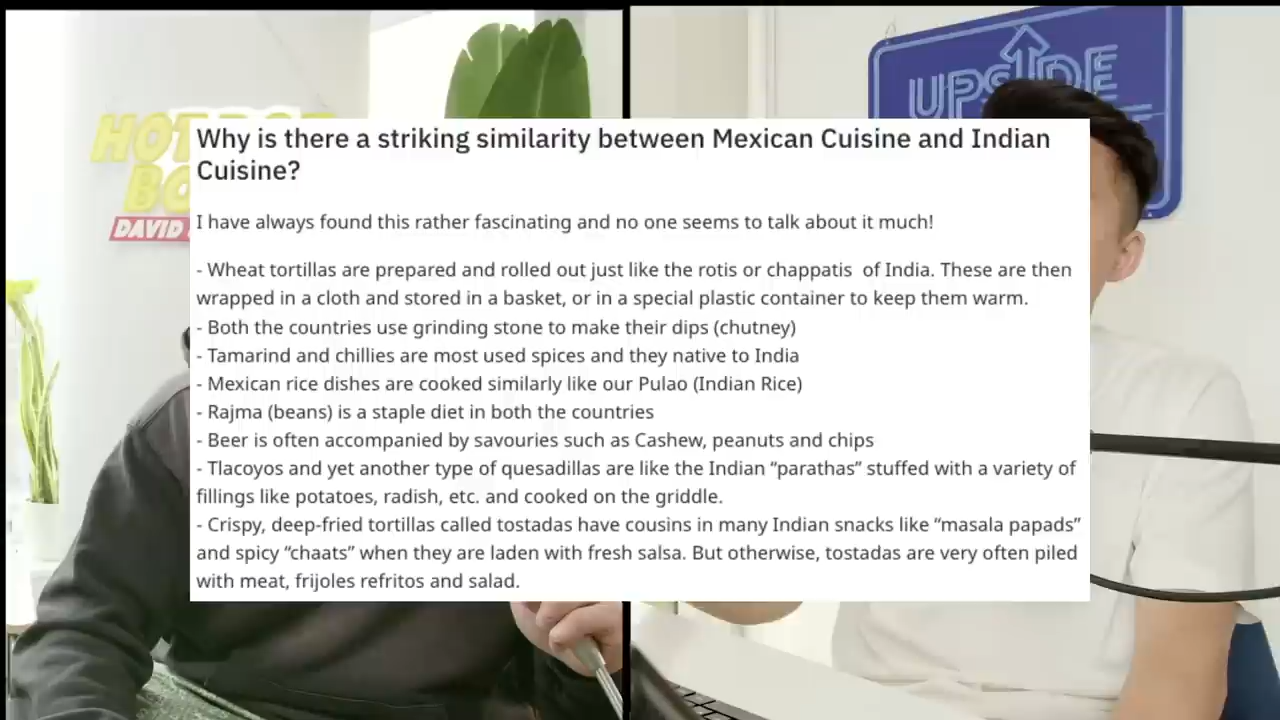 HOT
BO
DAVID
UPSIDE
Why is there a striking similarity between Mexican Cuisine and Indian
Cuisine?
I have always found this rather fascinating and no one seems to talk about it much!
- Wheat tortillas are prepared and rolled out just like the rotis or chappatis of India. These are then
wrapped in a cloth and stored in a basket, or in a special plastic container to keep them warm.
- Both the countries use grinding stone to make their dips (chutney)
- Tamarind and chillies are most used spices and they native to India
- Mexican rice dishes are cooked similarly like our Pulao (Indian Rice)
- Rajma (beans) is a staple diet in both the countries
- Beer is often accompanied by savouries such as Cashew, peanuts and chips
- Tlacoyos and yet another type of quesadillas are like the Indian “parathas” stuffed with a variety of
fillings like potatoes, radish, etc. and cooked on the griddle.
- Crispy, deep-fried tortillas called tostadas have cousins in many Indian snacks like “masala papads”
and spicy “chaats” when they are laden with fresh salsa. But otherwise, tostadas are very often piled
with meat, frijoles refritos and salad.